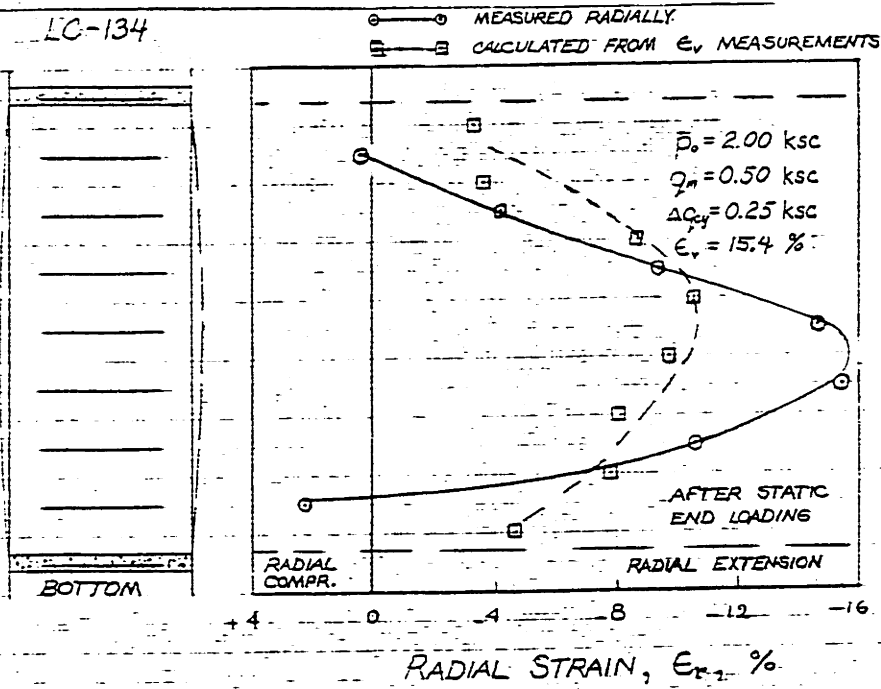 LC-134
MEASURED RADIALLY.
CALCULATED FROM εv MEASUREMENTS
p̄o = 2.00 ksc
qm = 0.50 ksc
Δqcy = 0.25 ksc
εv = 15.4 %
AFTER STATIC
END LOADING
RADIAL
COMPR.
RADIAL EXTENSION
BOTTOM
+4 0 -4 -8 -12 -16
RADIAL STRAIN, εr, %